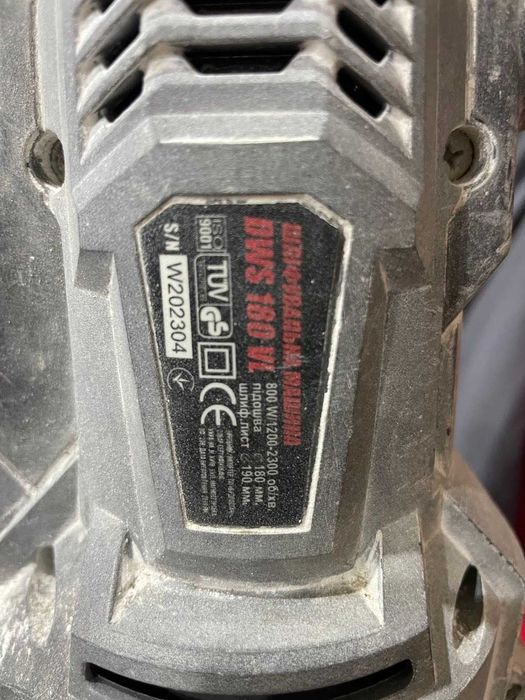 ШЛІФУВАЛЬНА МАШИНА
DWS 180 VL
800 W/1200-2300 об/хв.
підошва 180 мм,
шлиф.лист 190 мм.
ISO
9001
TÜV
GS
CE
S/N W202304